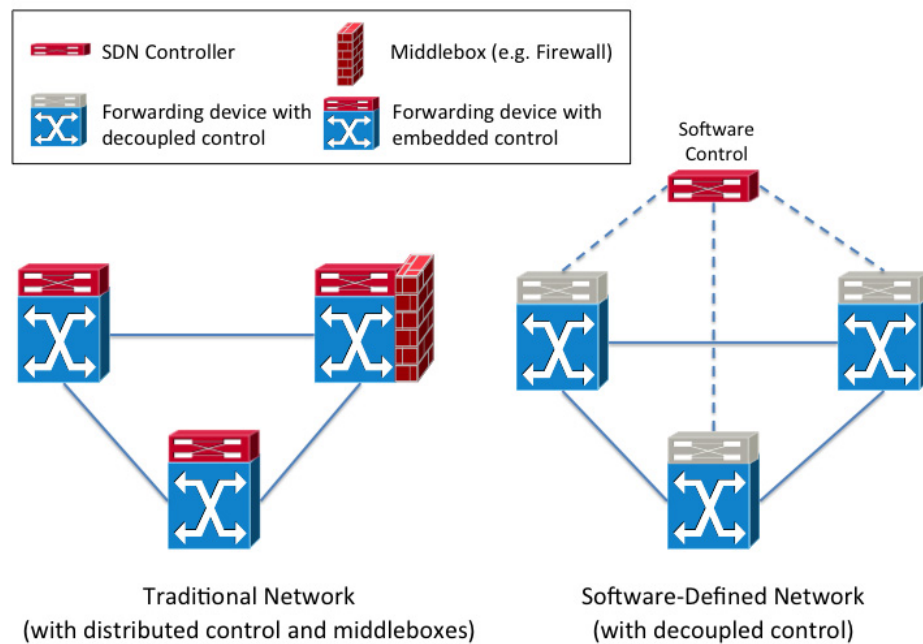 SDN Controller
Middlebox (e.g. Firewall)
Forwarding device with
decoupled control
Forwarding device with
embedded control
Software
Control
Traditional Network
(with distributed control and middleboxes)
Software-Defined Network
(with decoupled control)